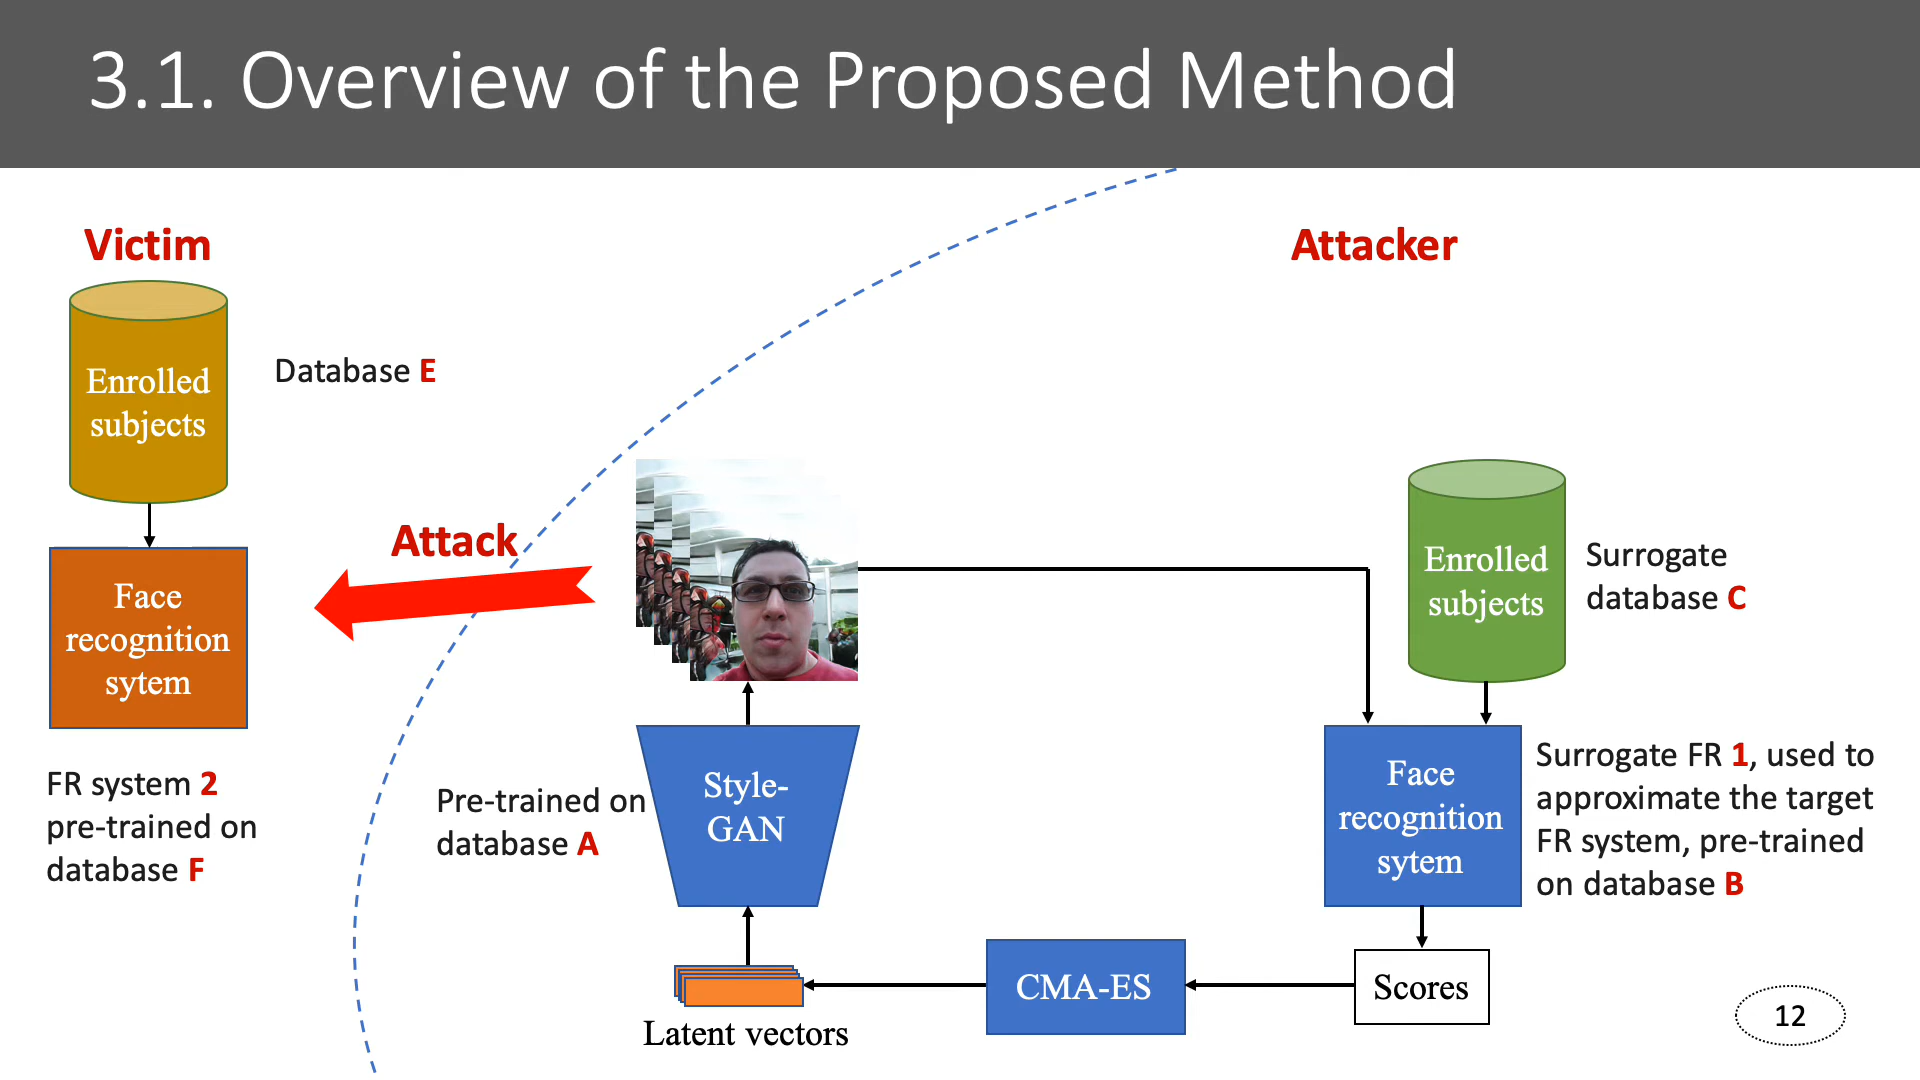 3.1. Overview of the Proposed Method
Victim
Attacker
Enrolled
subjects
Database E
Attack
Face
recognition
sytem
FR system 2
pre-trained on
database F
Enrolled
subjects
Surrogate
database C
Pre-trained on
database A
Style-
GAN
Face
recognition
sytem
Surrogate FR 1, used to
approximate the target
FR system, pre-trained
on database B
Latent vectors
CMA-ES
Scores
12